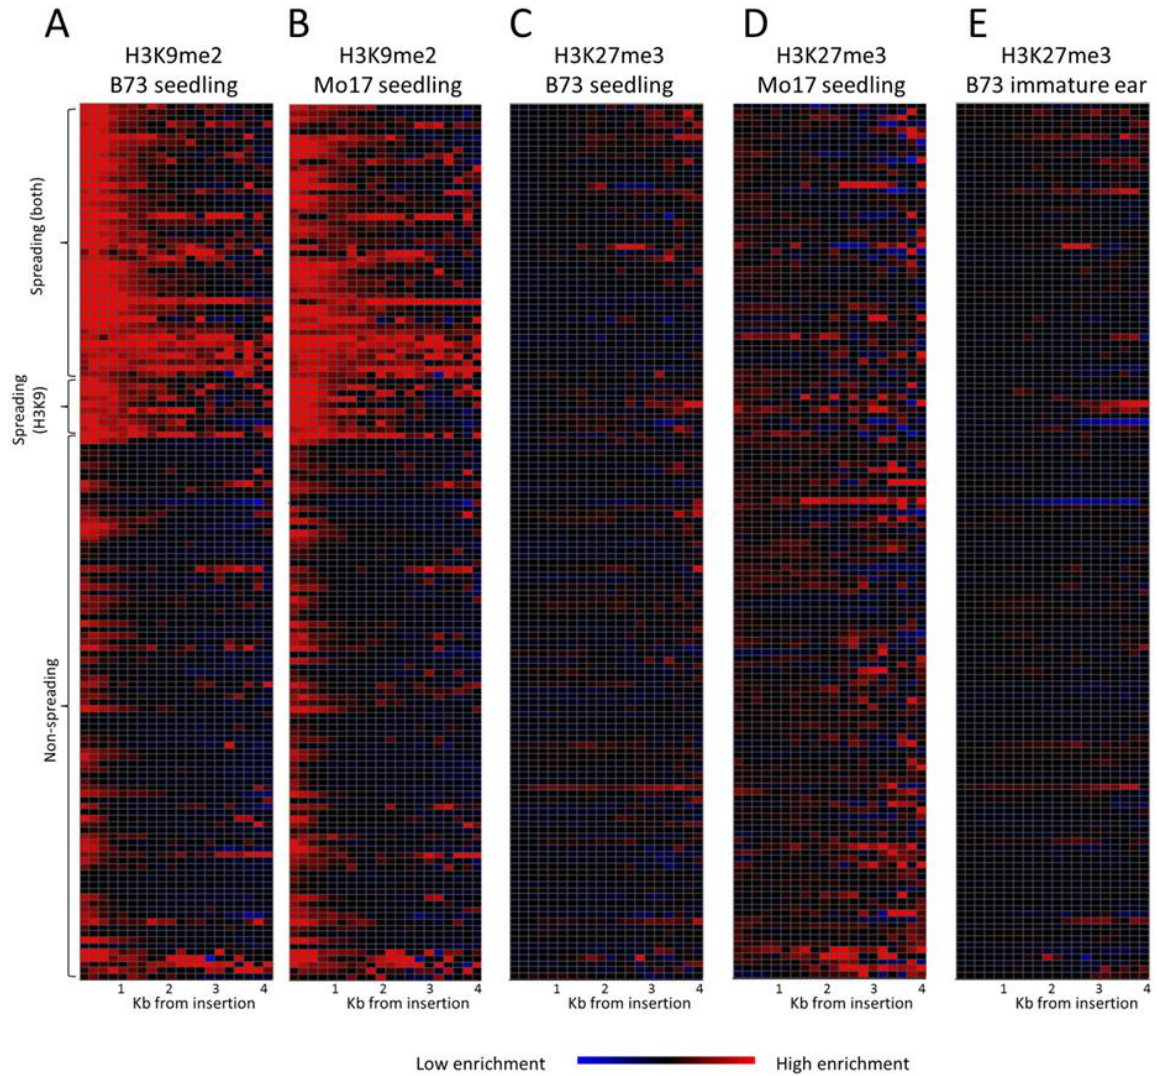 A
B
C
D
E
H3K9me2
B73 seedling
H3K9me2
Mo17 seedling
H3K27me3
B73 seedling
H3K27me3
Mo17 seedling
H3K27me3
B73 immature ear
Spreading (both)
Spreading
(H3K9)
Non-spreading
1 2 3 4
Kb from insertion
1 2 3 4
Kb from insertion
1 2 3 4
Kb from insertion
1 2 3 4
Kb from insertion
1 2 3 4
Kb from insertion
Low enrichment
High enrichment